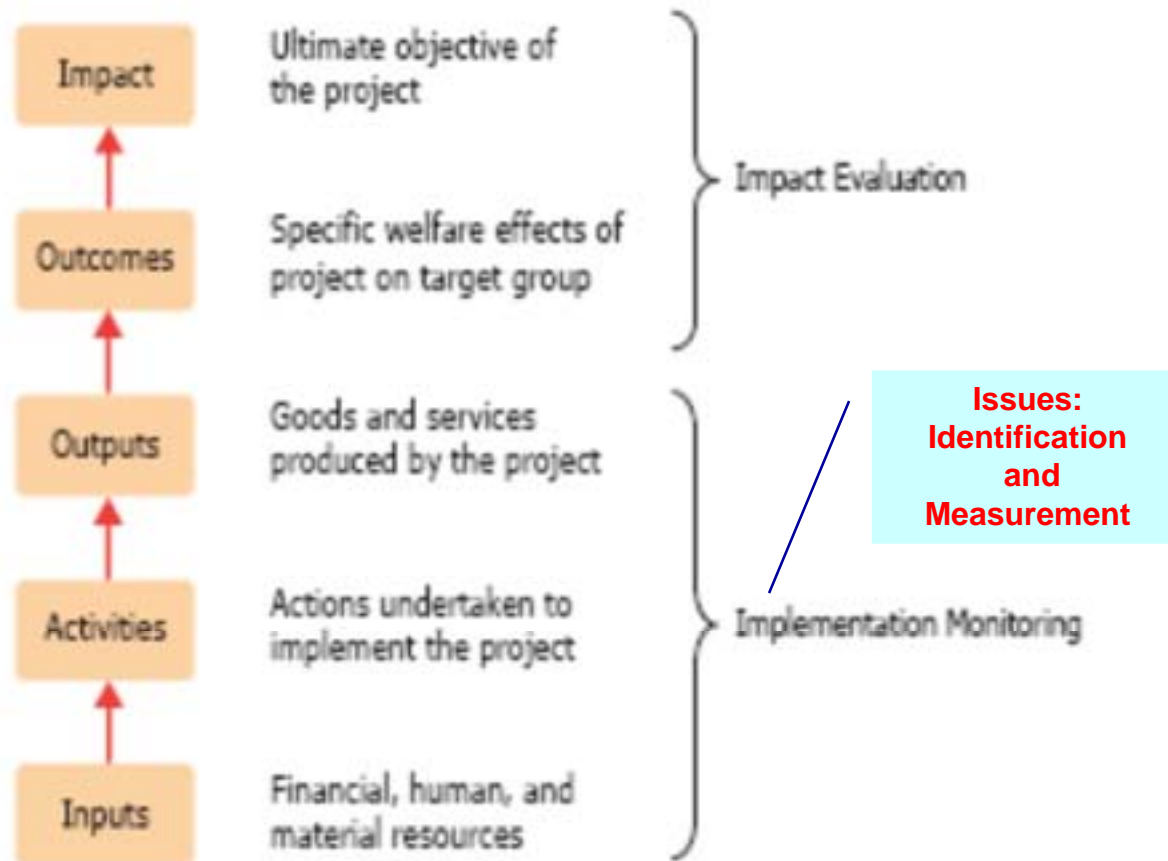 Impact
Ultimate objective of
the project
Impact Evaluation
Outcomes
Specific welfare effects of
project on target group
Outputs
Goods and services
produced by the project
Issues:
Identification
and
Measurement
Activities
Actions undertaken to
implement the project
Implementation Monitoring
Inputs
Financial, human, and
material resources